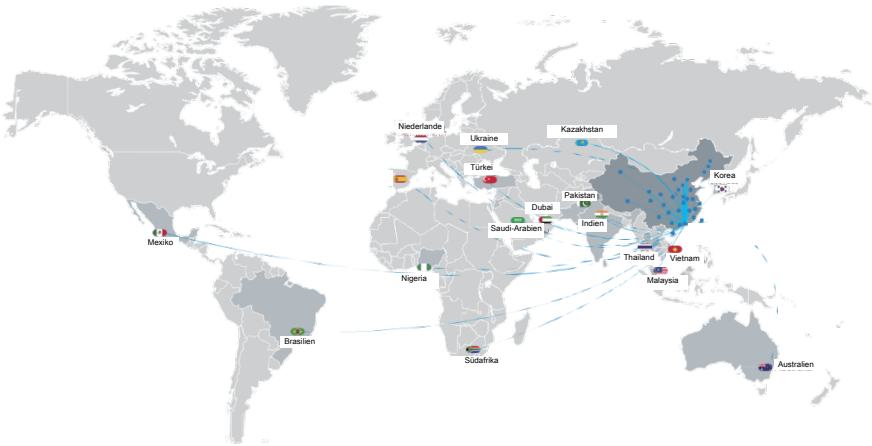 Niederlande
Ukraine
Kazakhstan
Türkei
Korea
Pakistan
Dubai
Indien
Saudi-Arabien
Mexiko
Thailand
Vietnam
Nigeria
Malaysia
Brasilien
Südafrika
Australien